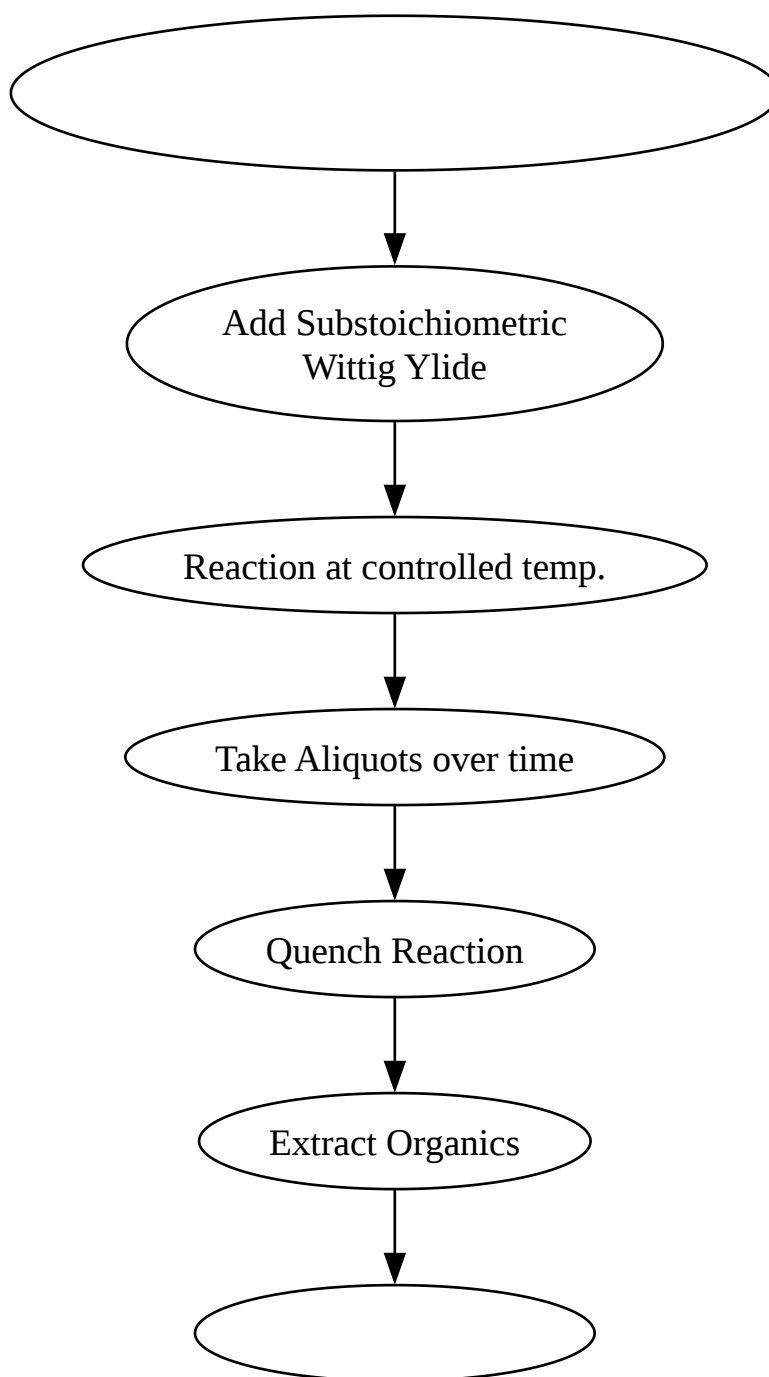 Add Substoichiometric
Wittig Ylide
Reaction at controlled temp.
Take Aliquots over time
Quench Reaction
Extract Organics